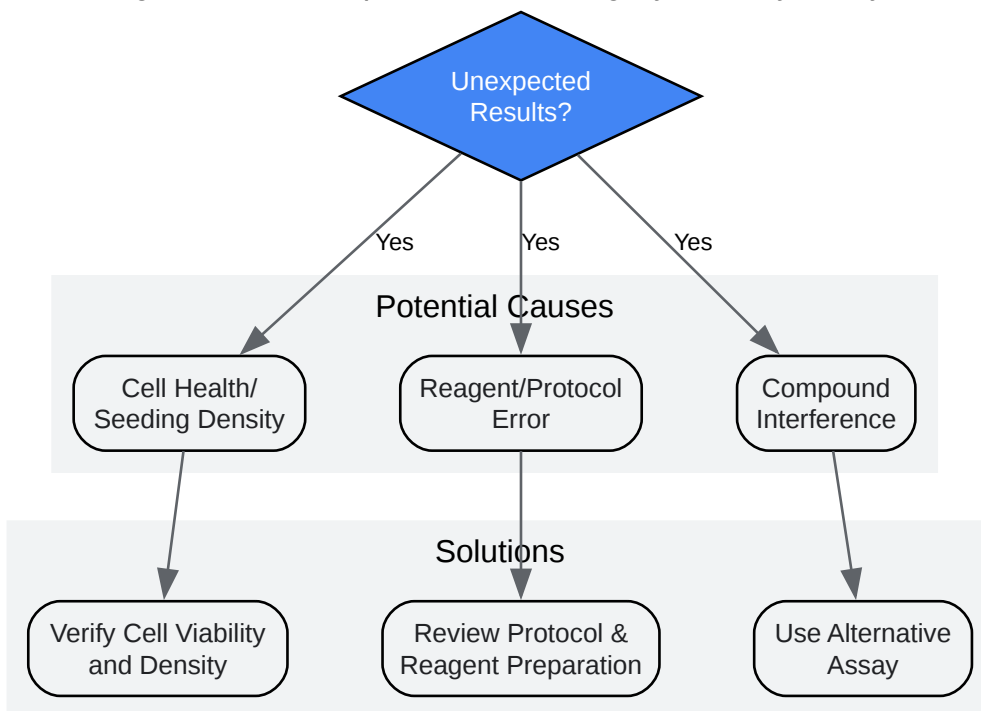 Unexpected
Results?
Yes
Yes
Yes
Potential Causes
Cell Health/
Seeding Density
Reagent/Protocol
Error
Compound
Interference
Solutions
Verify Cell Viability
and Density
Review Protocol &
Reagent Preparation
Use Alternative
Assay